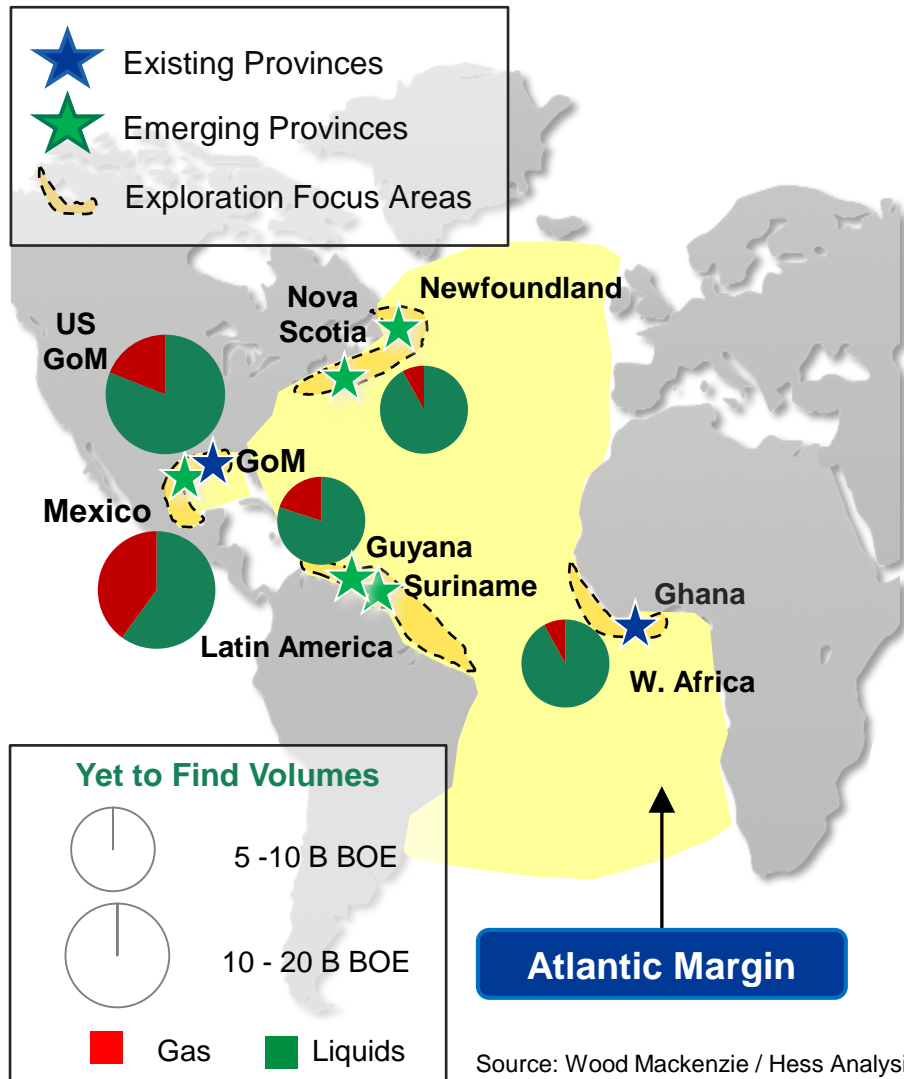 Existing Provinces
Emerging Provinces
Exploration Focus Areas
Newfoundland
Nova
Scotia
US
GoM
GoM
Mexico
Guyana
Suriname
Latin America
Ghana
W. Africa
Yet to Find Volumes
5 -10 B BOE
10 - 20 B BOE
Gas
Liquids
Atlantic Margin
Source: Wood Mackenzie / Hess Analysi